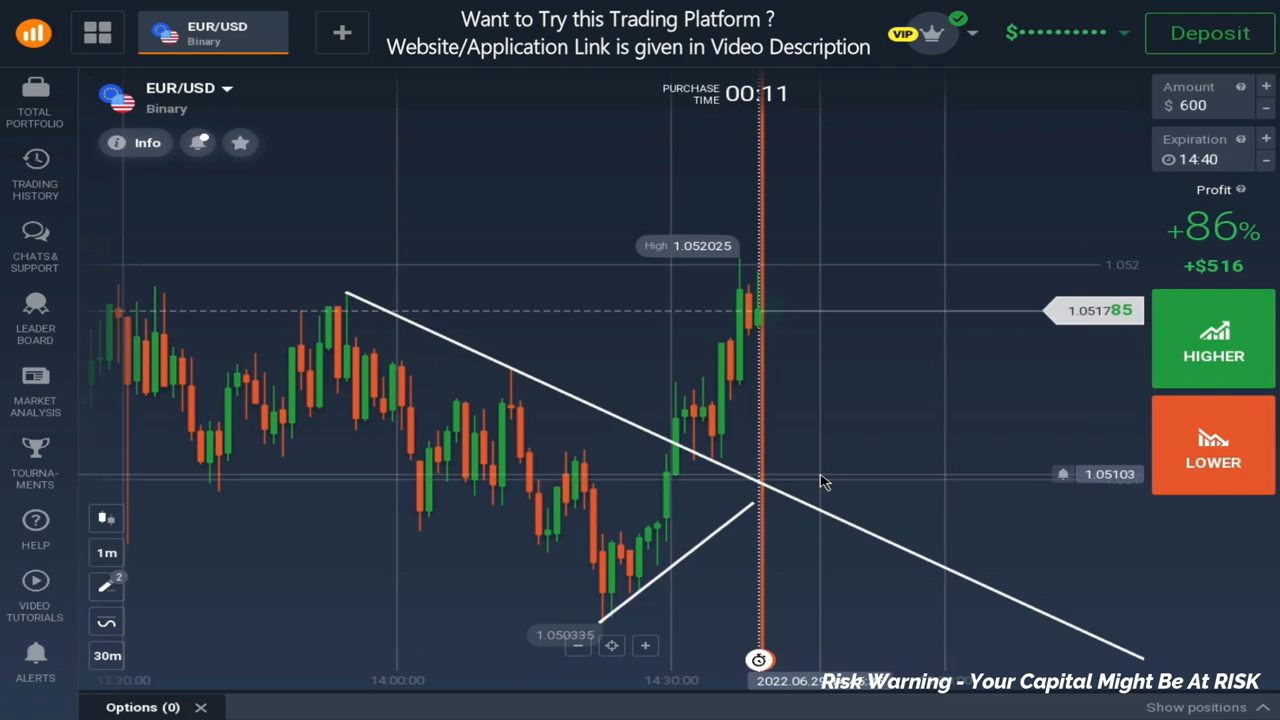 Want to Try this Trading Platform ?
Website/Application Link is given in Video Description
EUR/USD
Binary
VIP
$••••••••••
Deposit
TOTAL
PORTFOLIO
TRADING
HISTORY
CHATS &
SUPPORT
LEADER
BOARD
MARKET
ANALYSIS
TOURNA-
MENTS
HELP
VIDEO
TUTORIALS
ALERTS
EUR/USD
Binary
Info
PURCHASE
TIME
00:11
High 1.052025
1.052
1.051785
1.05103
1.050335
1m
2
30m
13:30:00
14:00:00
14:30:00
2022.06.29
Amount
$ 600
Expiration
14:40
Profit
+86%
+$516
HIGHER
LOWER
Risk Warning - Your Capital Might Be At RISK
Options (0)
Show positions